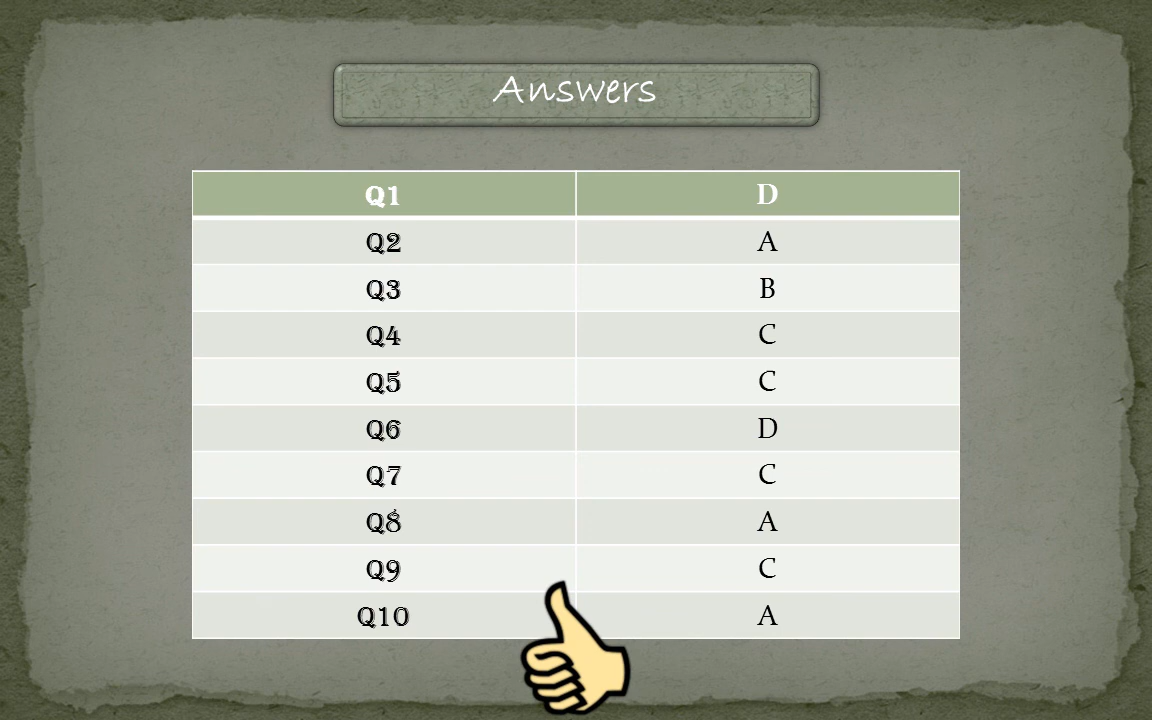 Answers
Q1 D
Q2 A
Q3 B
Q4 C
Q5 C
Q6 D
Q7 C
Q8 A
Q9 C
Q10 A